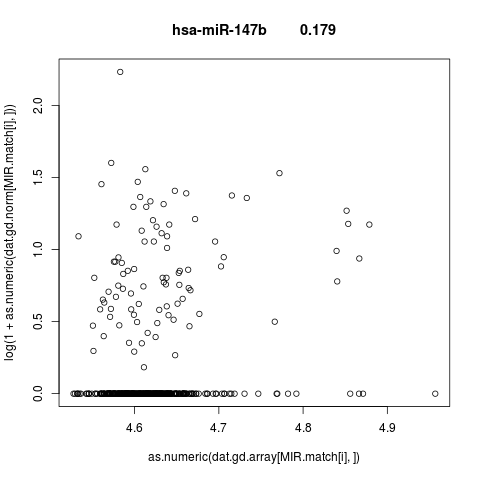 hsa-miR-147b 0.179
log(1 + as.numeric(dat.gd.norm[MIR.match[i], ]))
2.0
1.5
1.0
0.5
0.0
4.6 4.7 4.8 4.9
as.numeric(dat.gd.array[MIR.match[i], ])